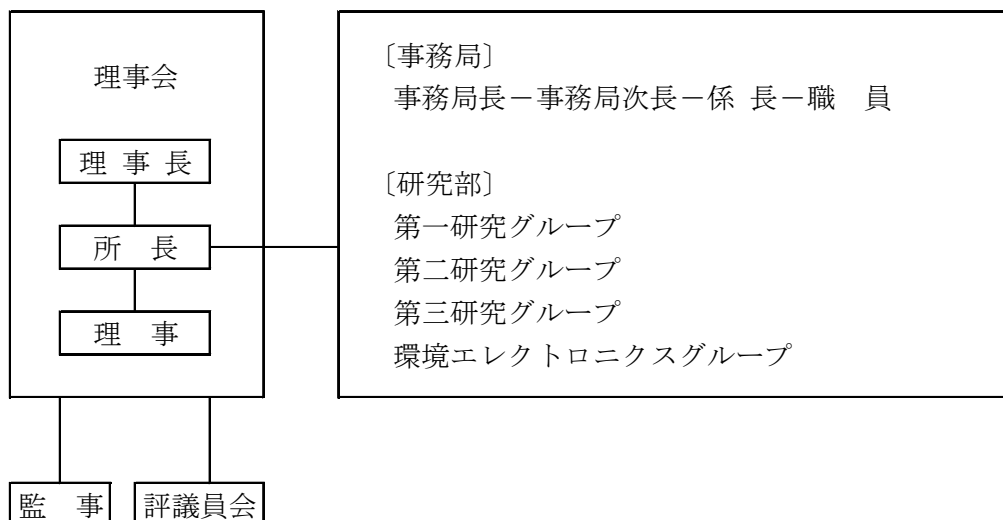 理事会
理 事 長
所　長
理　事
監　事
評議員会
〔事務局〕
事務局長－事務局次長－係 長－職　員
〔研究部〕
第一研究グループ
第二研究グループ
第三研究グループ
環境エレクトロニクスグループ